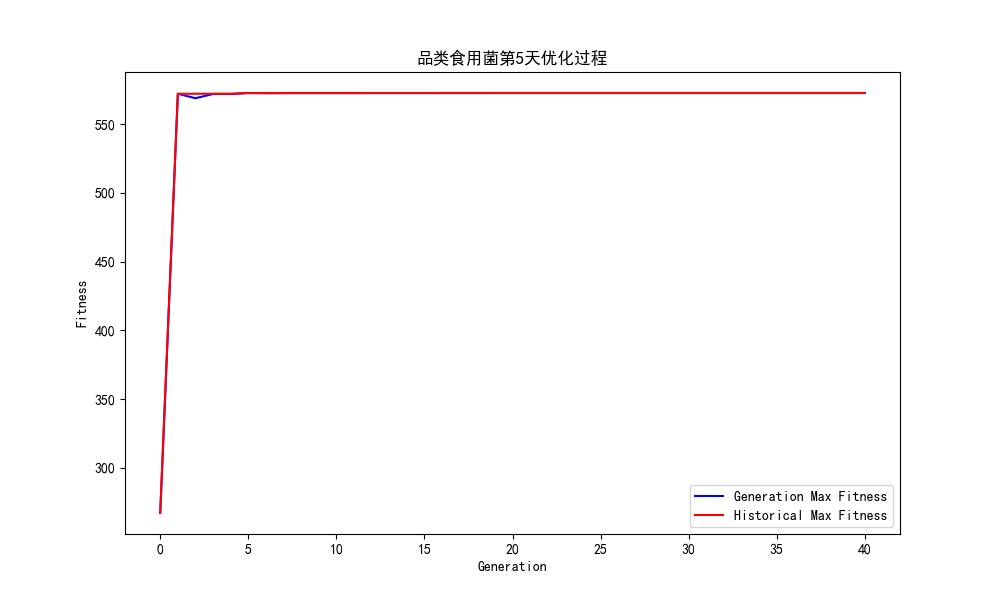 品类食用菌第5天优化过程
Fitness
550
500
450
400
350
300
0 5 10 15 20 25 30 35 40
Generation
Generation Max Fitness
Historical Max Fitness